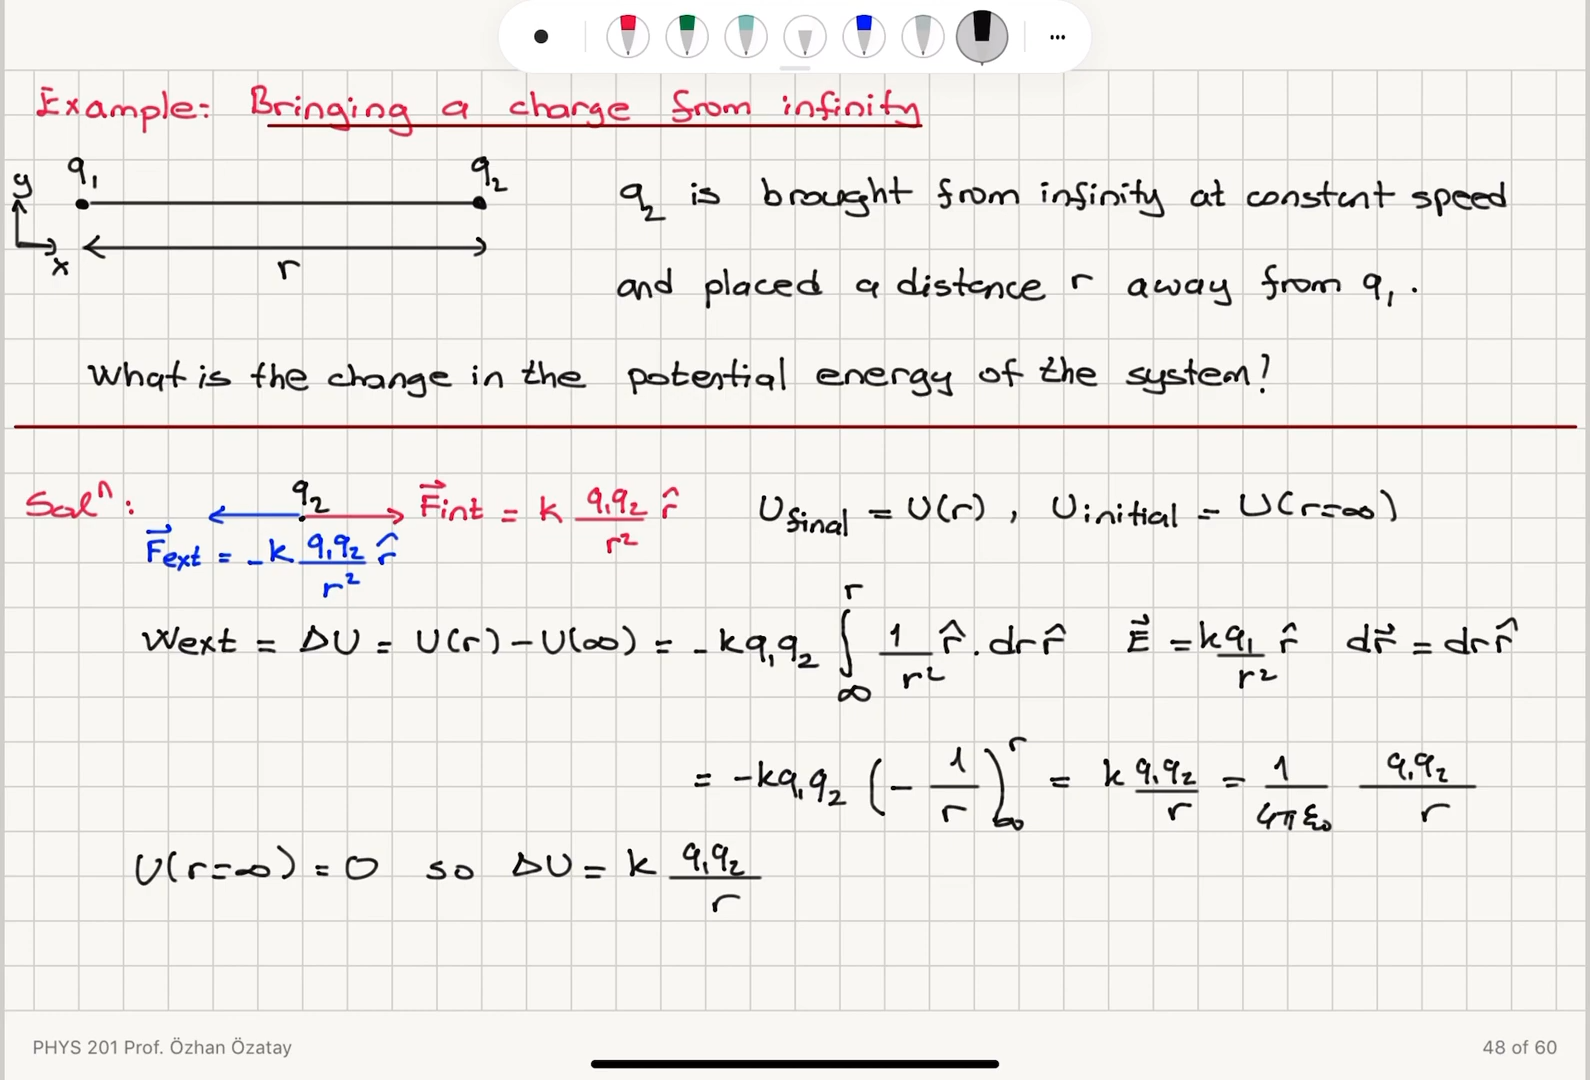 Example: Bringing a charge from infinity
q₁ q₂
y
x
r
q₂ is brought from infinity at constant speed
and placed a distance r away from q₁.
What is the change in the potential energy of the system?
Solⁿ: q₂ F⃗int = k q₁q₂/r² r̂ Ufinal = U(r), Uinitial = U(r=∞)
F⃗ext = -k q₁q₂/r² r̂
Wext = ΔU = U(r) - U(∞) = -kq₁q₂ ∫_∞^r 1/r² r̂ . dr r̂ E⃗ = kq₁/r² r̂ dr⃗ = dr r̂
= -kq₁q₂ (-1/r)_∞^r = k q₁q₂/r = 1/4πε₀ q₁q₂/r
U(r=∞) = 0 so ΔU = k q₁q₂/r
PHYS 201 Prof. Özhan Özatay
48 of 60